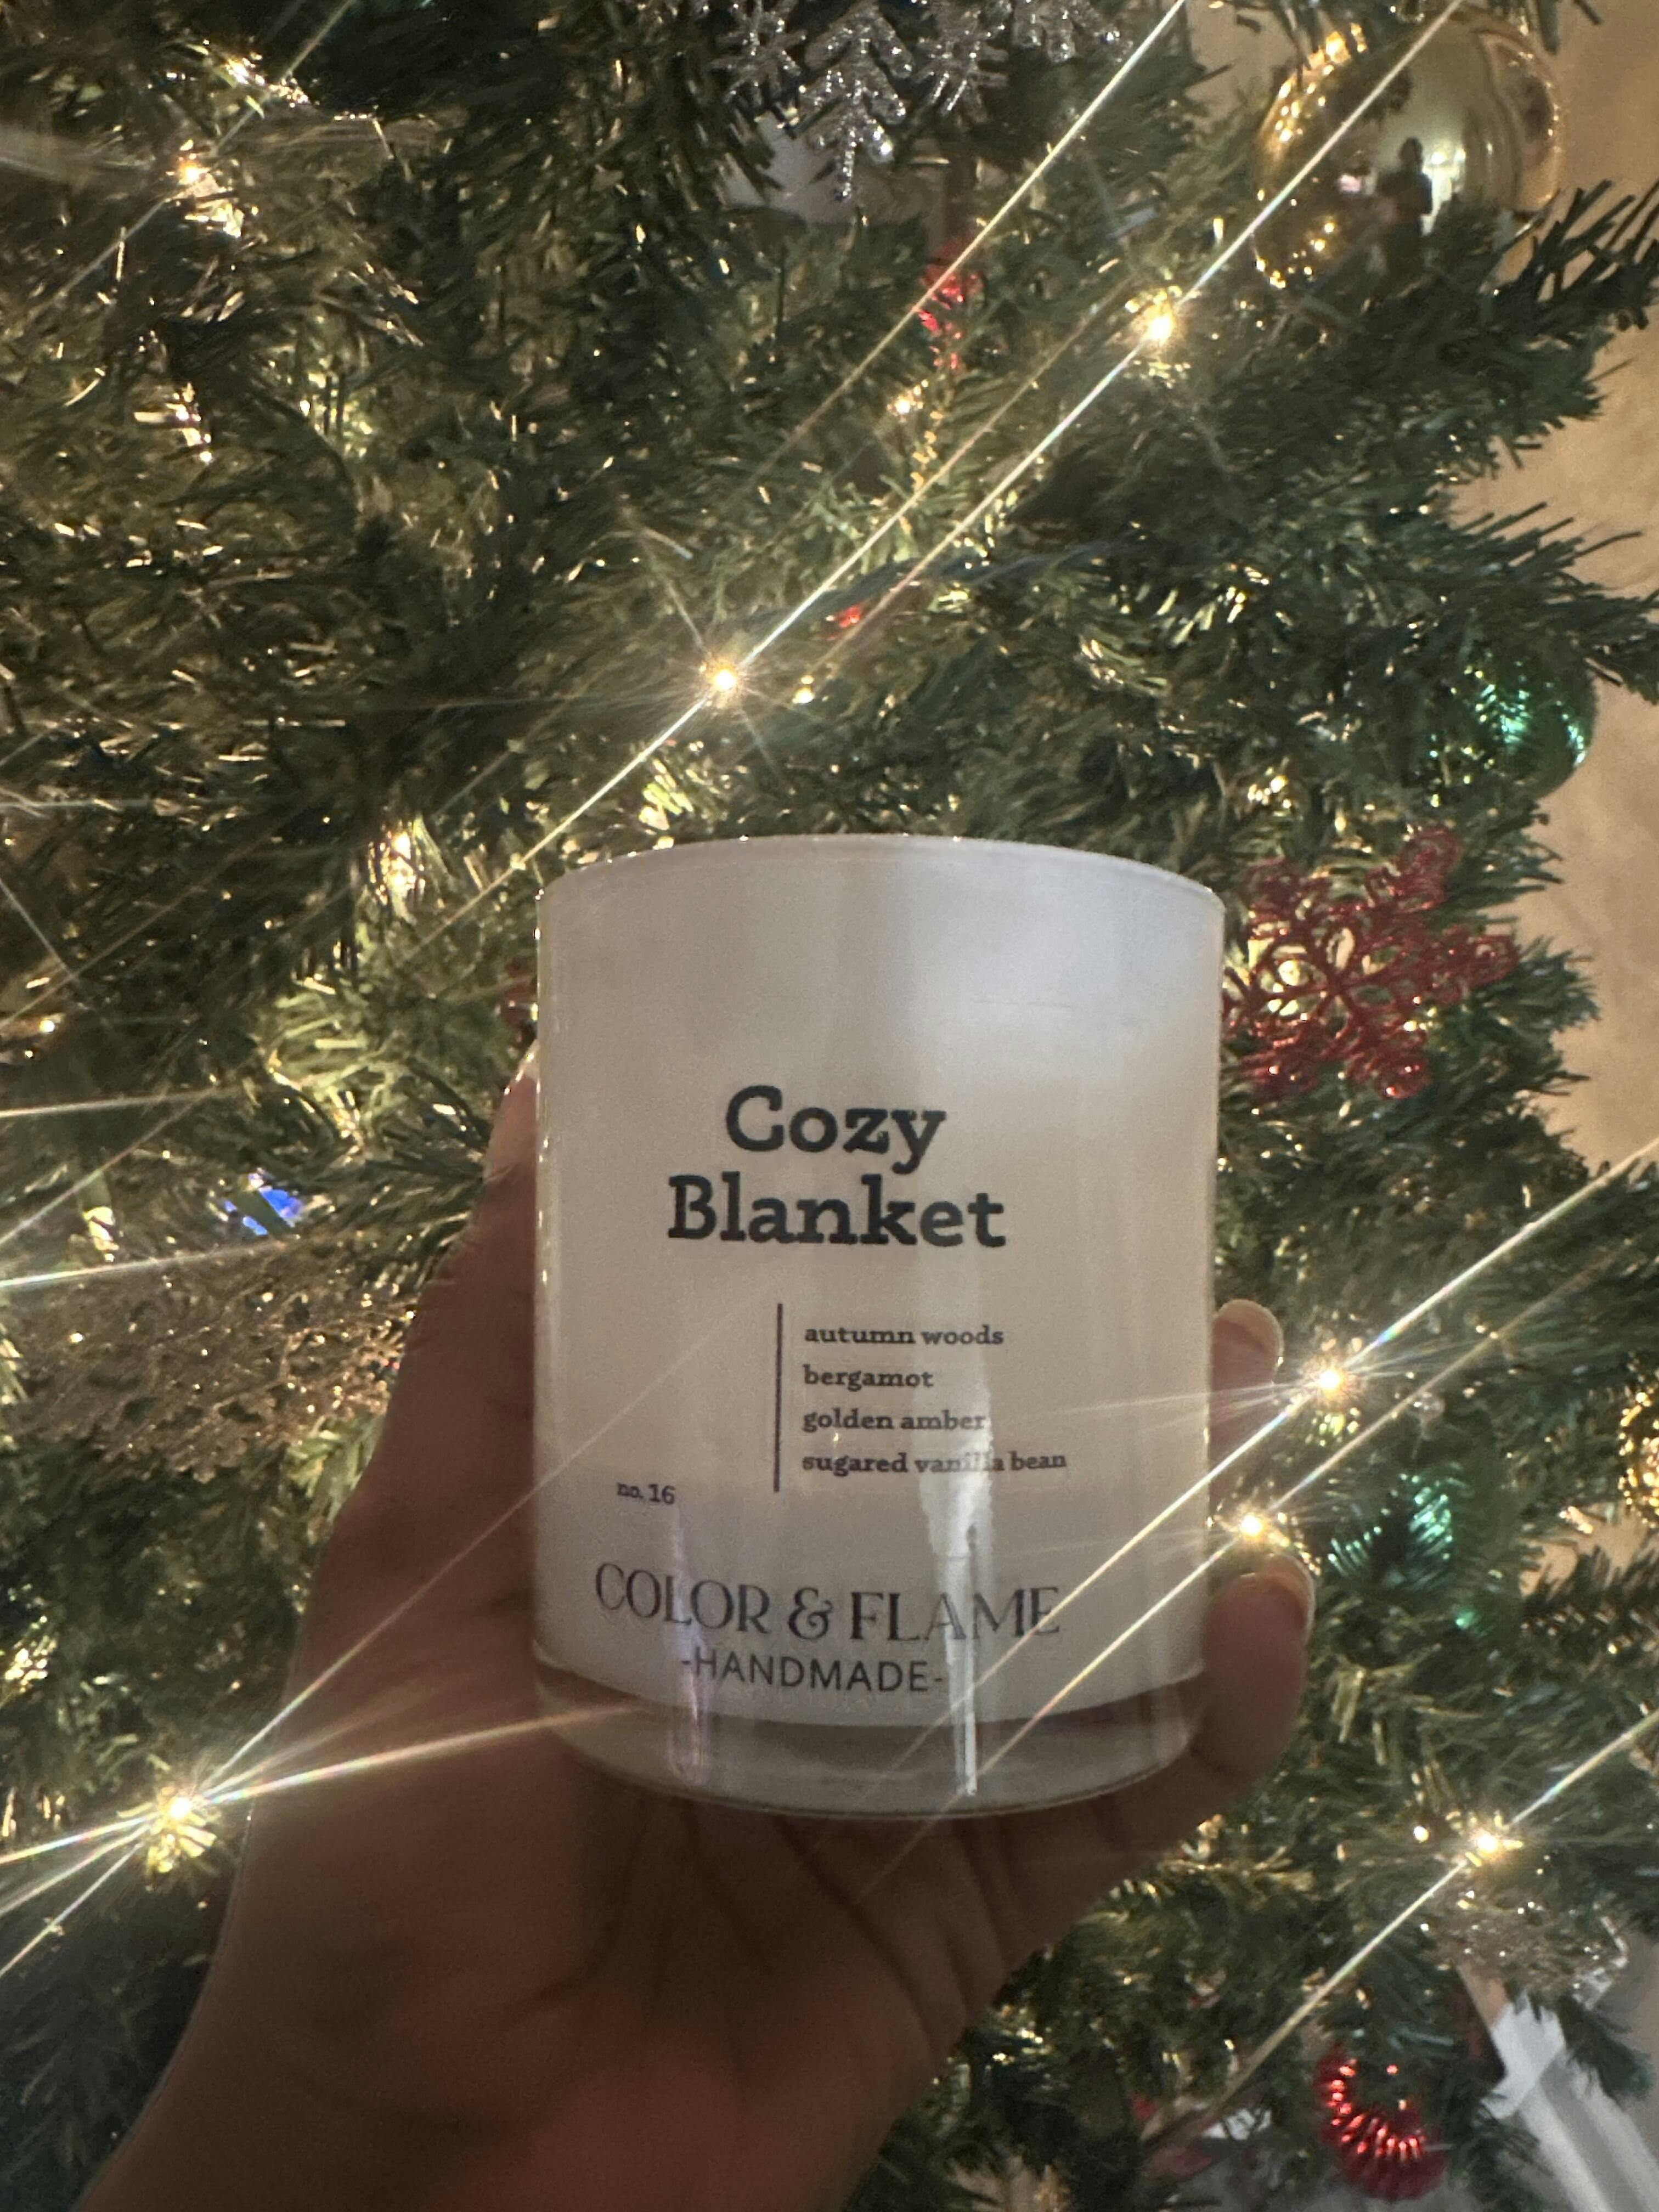 Cozy
Blanket
autumn woods
bergamot
golden amber
sugared vanilla bean
no. 16
COLOR & FLAME
-HANDMADE-